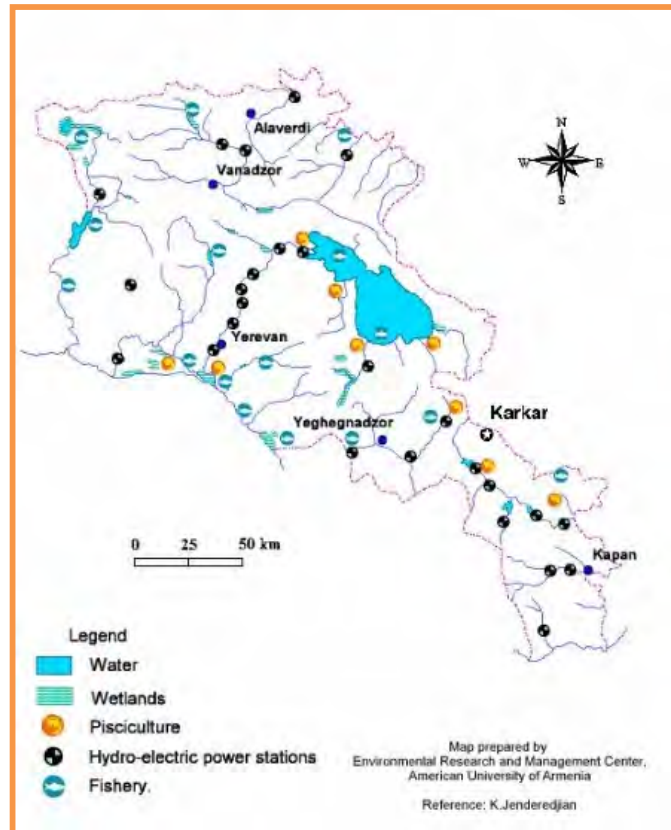 Alaverdi
N
W E
S
Vanadzor
Yerevan
Karkar
Yeghegnadzor
0 25 50 km
Kapan
Legend
Water
Wetlands
Pisciculture
Hydro-electric power stations
Fishery.
Map prepared by
Environmental Research and Management Center,
American University of Armenia
Reference: K.Jenderedjian